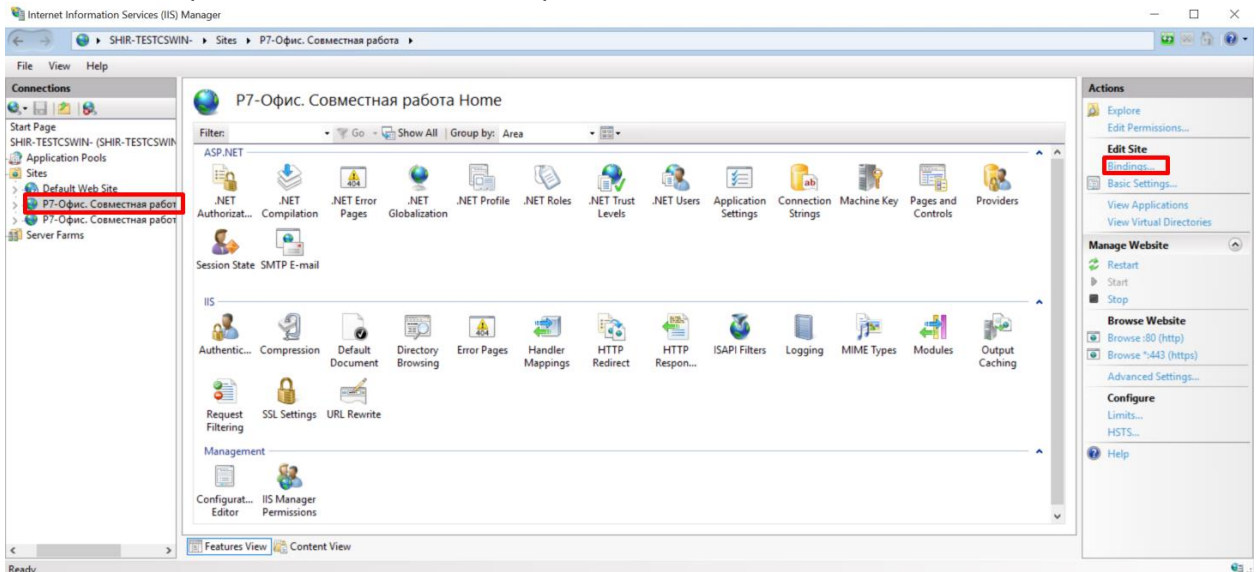 Internet Information Services (IIS) Manager
SHIR-TESTCSWIN- ▸ Sites ▸ Р7-Офис. Совместная работа ▸
File View Help
Connections
Start Page
SHIR-TESTCSWIN- (SHIR-TESTCSWIN
Application Pools
Sites
Default Web Site
Р7-Офис. Совместная работ
Р7-Офис. Совместная работ
Server Farms
Р7-Офис. Совместная работа Home
Filter: Go Show All Group by: Area
ASP.NET
.NET Authorizat...
.NET Compilation
.NET Error Pages
.NET Globalization
.NET Profile
.NET Roles
.NET Trust Levels
.NET Users
Application Settings
Connection Strings
Machine Key
Pages and Controls
Providers
Session State
SMTP E-mail
IIS
Authentic...
Compression
Default Document
Directory Browsing
Error Pages
Handler Mappings
HTTP Redirect
HTTP Respon...
ISAPI Filters
Logging
MIME Types
Modules
Output Caching
Request Filtering
SSL Settings
URL Rewrite
Management
Configurat... Editor
IIS Manager Permissions
Features View Content View
Actions
Explore
Edit Permissions...
Edit Site
Bindings...
Basic Settings...
View Applications
View Virtual Directories
Manage Website
Restart
Start
Stop
Browse Website
Browse :80 (http)
Browse *:443 (https)
Advanced Settings...
Configure
Limits...
HSTS...
Help
Ready